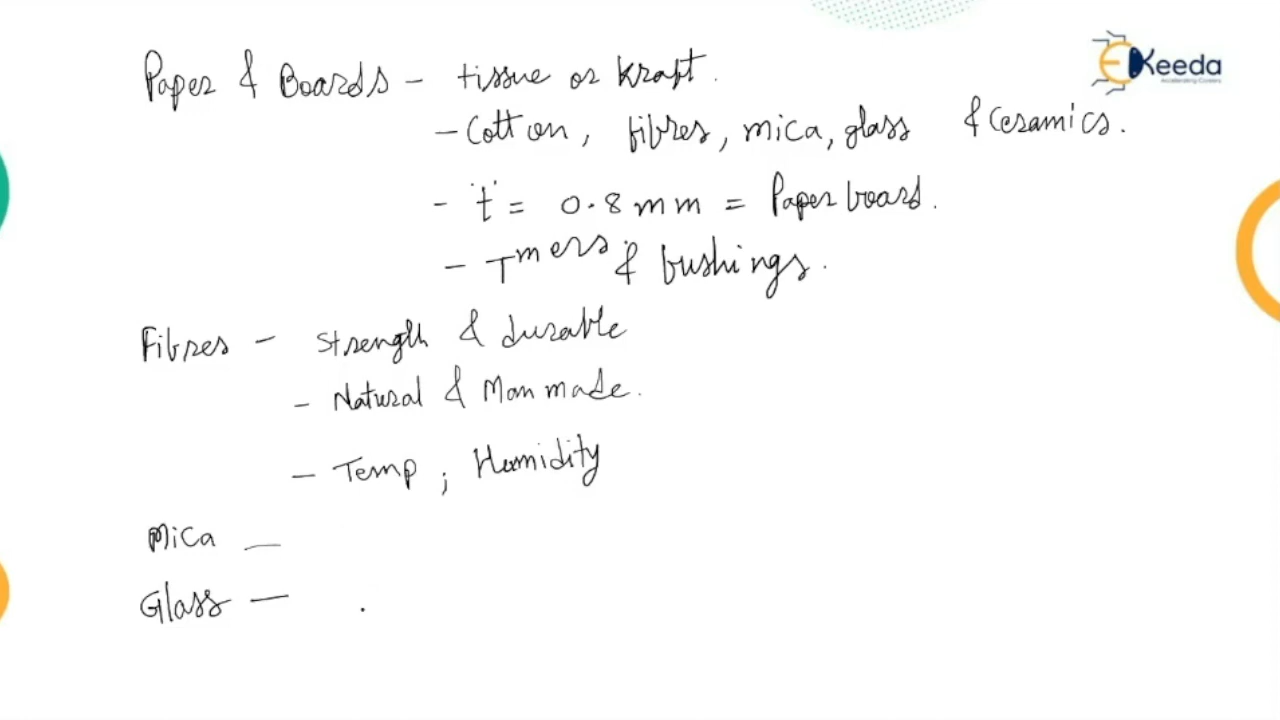 Paper & Boards - tissue or Kraft.
- Cotton, fibres, mica, glass & Ceramics.
- 't' = 0.8 mm = Paper board.
- Tmers & bushings.
Fibres - Strength & durable
- Natural & Man made.
- Temp ; Humidity
Mica -
Glass -
EKeeda